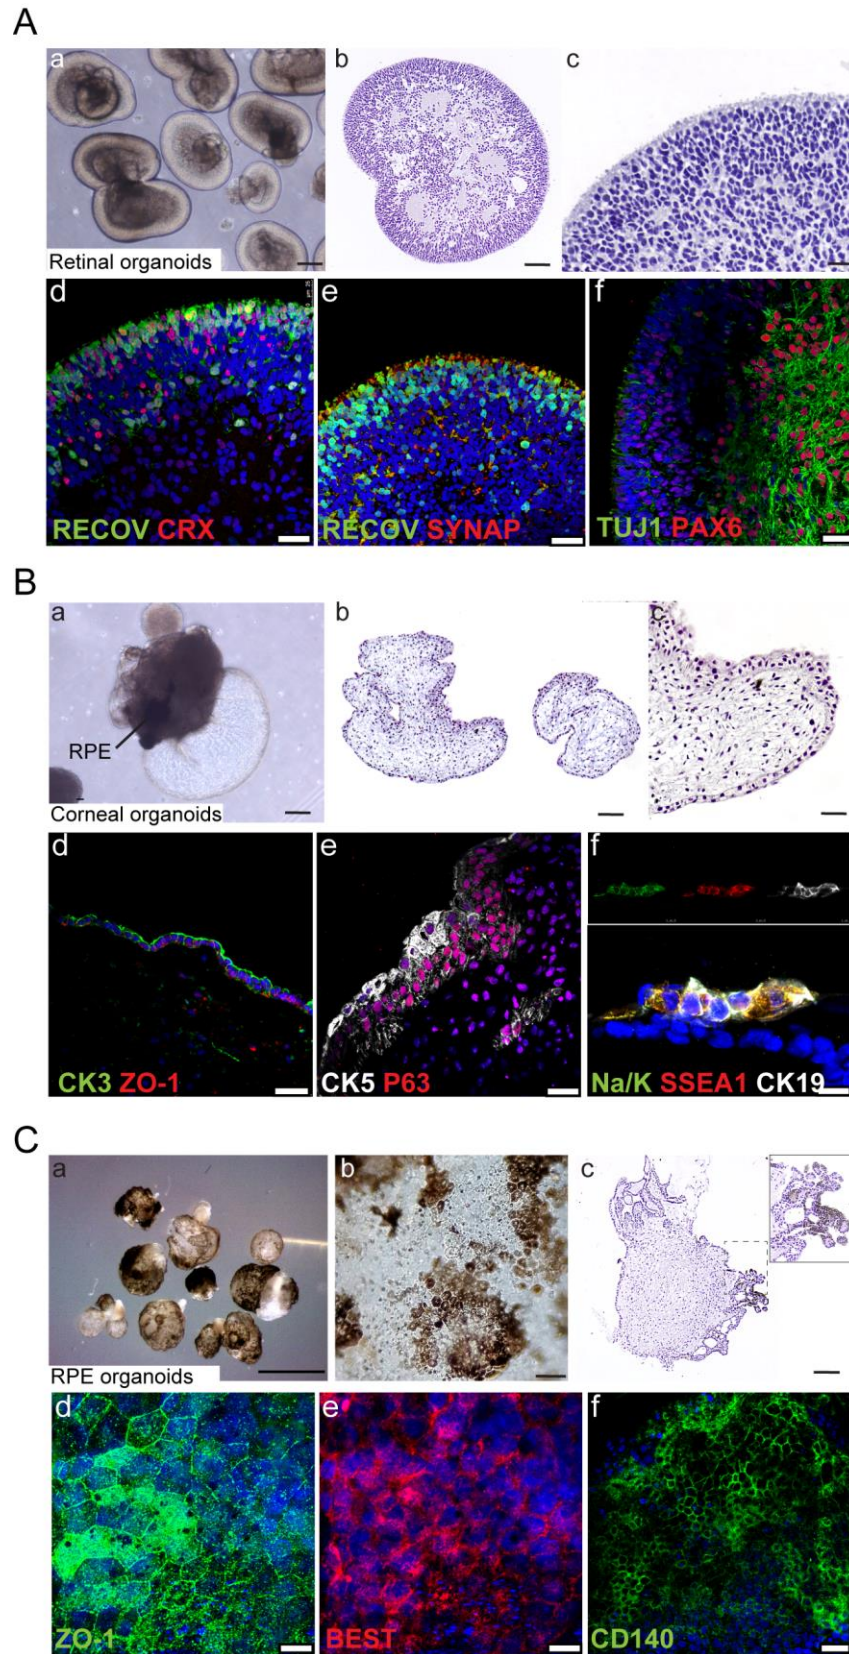 A
a
b
c
Retinal organoids
d
e
f
RECOV CRX
RECOV SYNAP
TUJ1 PAX6
B
a
b
c
RPE
Corneal organoids
d
e
f
CK3 ZO-1
CK5 P63
Na/K SSEA1 CK19
C
a
b
c
RPE organoids
d
e
f
ZO-1
BEST
CD140